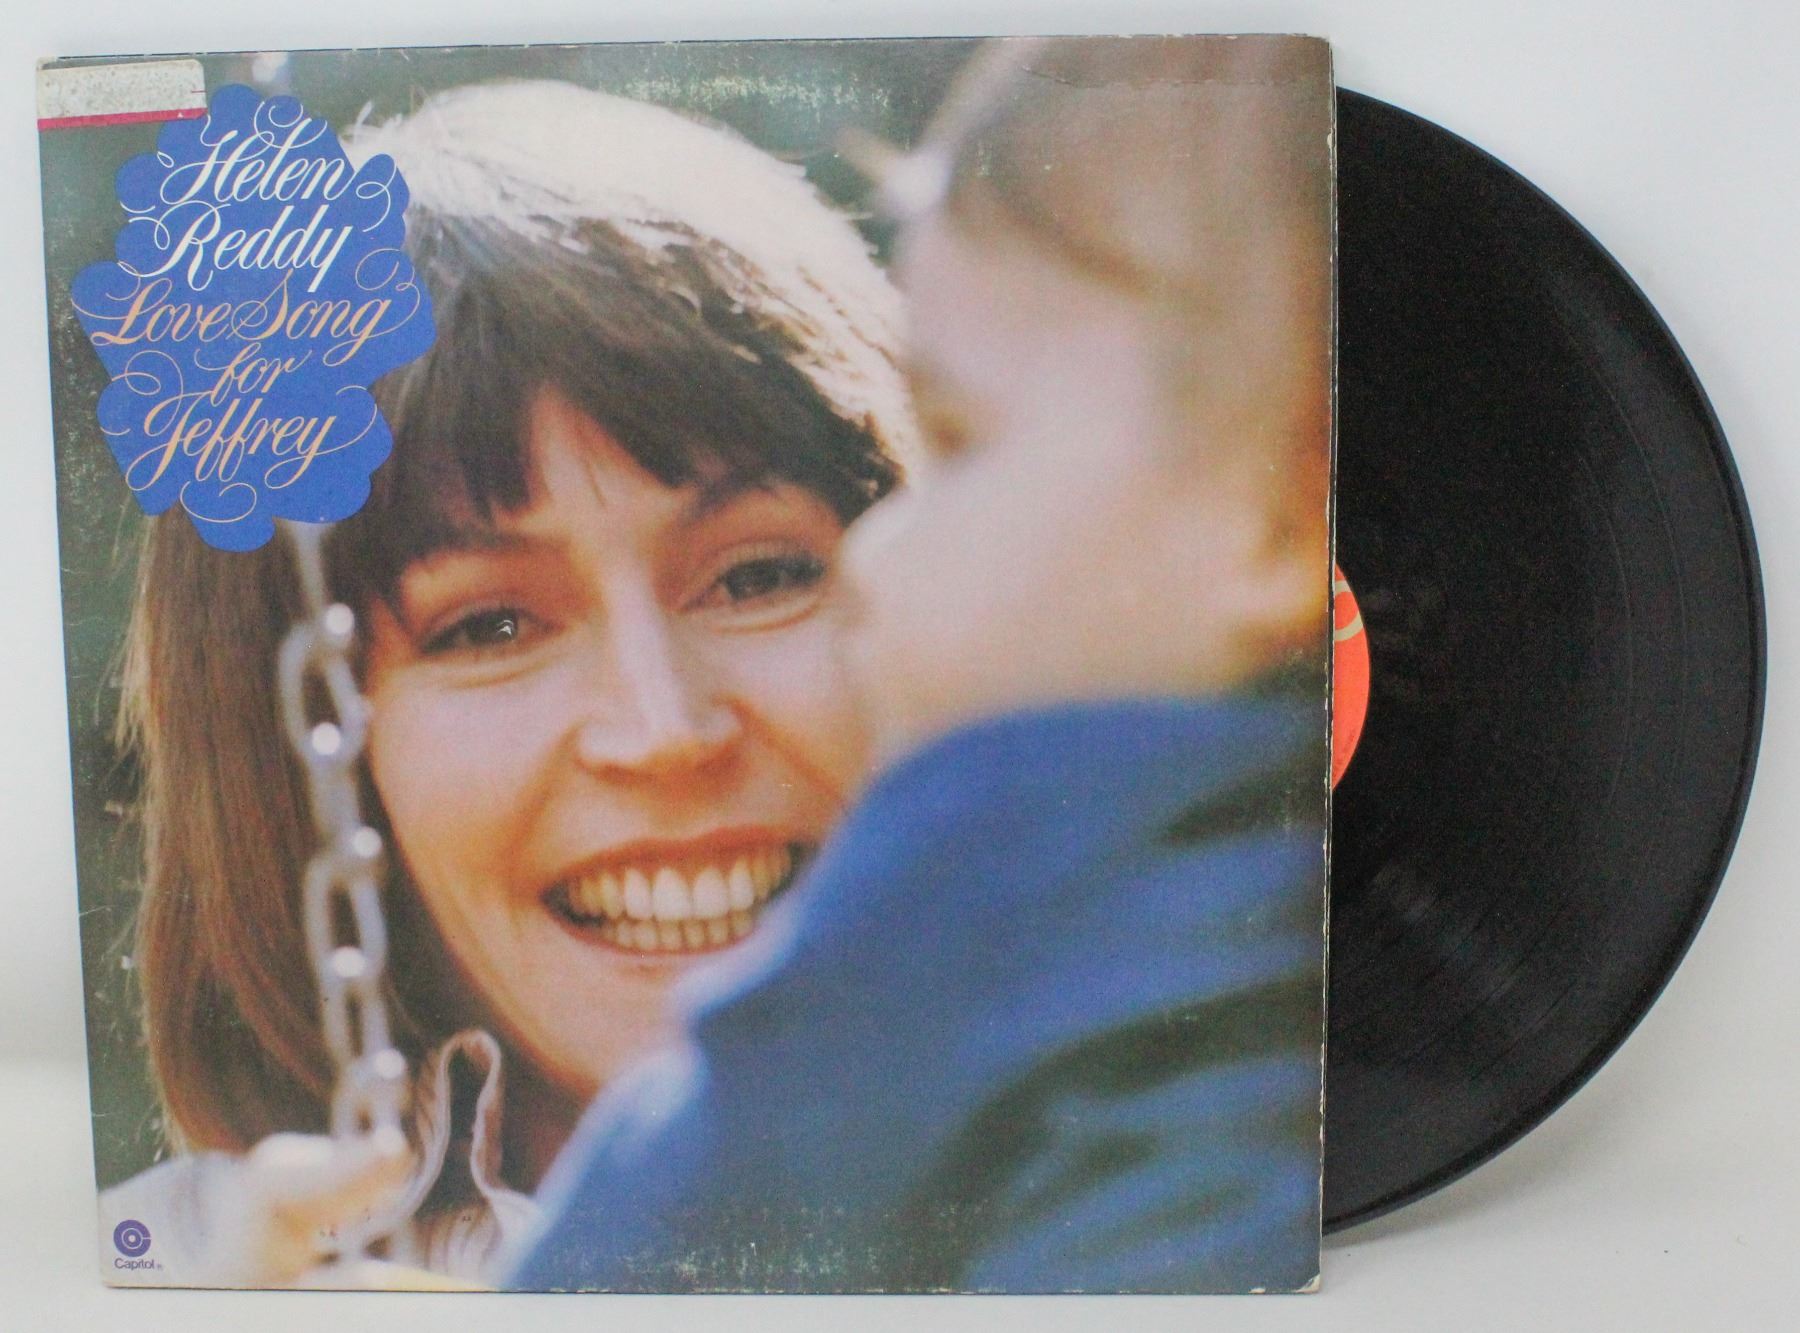 Helen
Reddy
Love Song
for
Jeffrey
Capitol